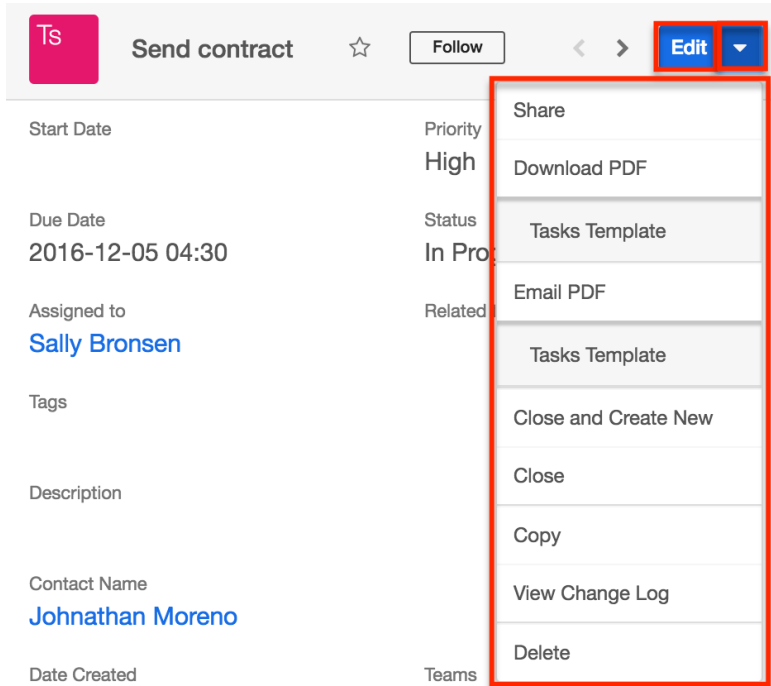 Ts
Send contract
Follow
Edit
Start Date
Priority
High
Due Date
2016-12-05 04:30
Status
In Pro
Assigned to
Sally Bronsen
Related
Tags
Description
Contact Name
Johnathan Moreno
Date Created
Teams
Share
Download PDF
Tasks Template
Email PDF
Tasks Template
Close and Create New
Close
Copy
View Change Log
Delete